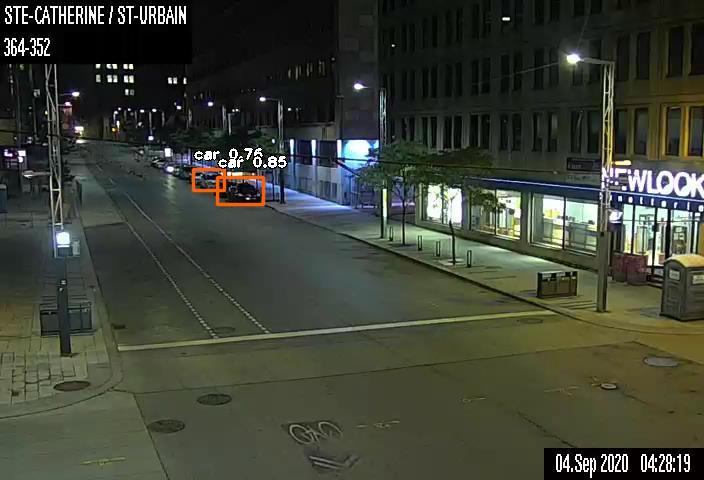 STE-CATHERINE / ST-URBAIN
364-352
car 0.76
car 0.85
NEWLOOK
04.Sep 2020 04:28:19